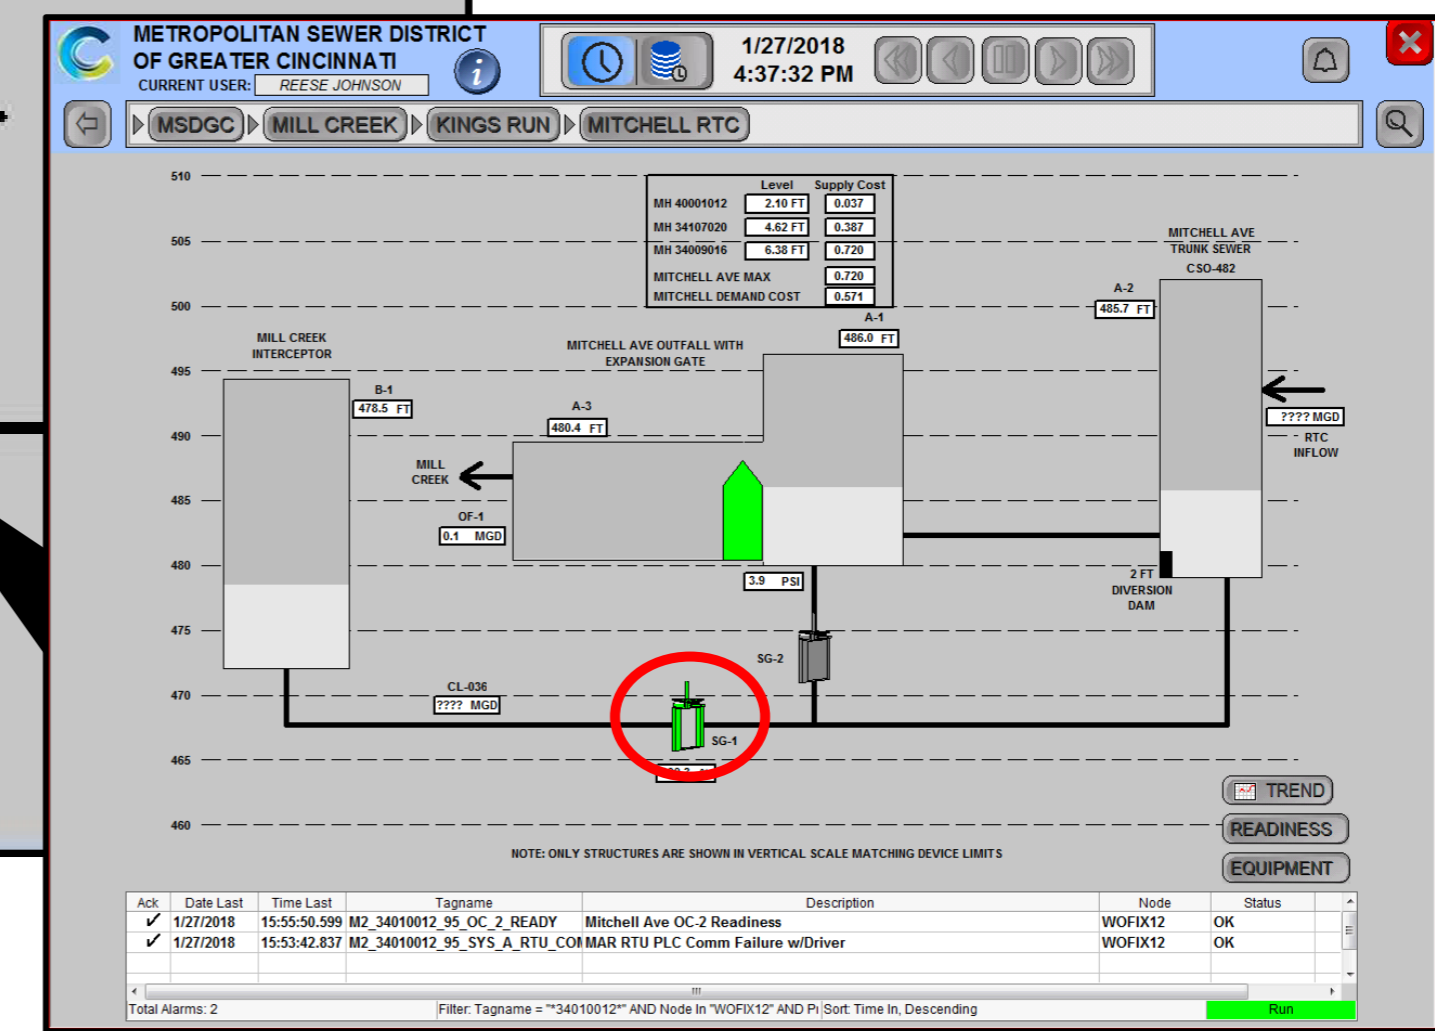 METROPOLITAN SEWER DISTRICT
OF GREATER CINCINNATI
CURRENT USER: REESE JOHNSON
i
1/27/2018
4:37:32 PM
MSDGC MILL CREEK KINGS RUN MITCHELL RTC
510
Level Supply Cost
MH 40001012 2.10 FT 0.037
MH 34107020 4.62 FT 0.387
MH 34009016 6.38 FT 0.720
MITCHELL AVE MAX 0.720
MITCHELL DEMAND COST 0.571
505
MITCHELL AVE
TRUNK SEWER
CSO-482
500
A-2
485.7 FT
A-1
486.0 FT
MILL CREEK
INTERCEPTOR
MITCHELL AVE OUTFALL WITH
EXPANSION GATE
495
B-1
478.5 FT
A-3
480.4 FT
???? MGD
RTC
INFLOW
490
MILL
CREEK
485
OF-1
0.1 MGD
480
3.9 PSI
2 FT
DIVERSION
DAM
475
SG-2
470
CL-036
???? MGD
SG-1
465
460
TREND
READINESS
EQUIPMENT
NOTE: ONLY STRUCTURES ARE SHOWN IN VERTICAL SCALE MATCHING DEVICE LIMITS
Ack Date Last Time Last Tagname Description Node Status
✓ 1/27/2018 15:55:50.599 M2_34010012_95_OC_2_READY Mitchell Ave OC-2 Readiness WOFIX12 OK
✓ 1/27/2018 15:53:42.837 M2_34010012_95_SYS_A_RTU_COM MAR RTU PLC Comm Failure w/Driver WOFIX12 OK
Total Alarms: 2 Filter: Tagname = "*34010012*" AND Node In "WOFIX12" AND Pr Sort: Time In, Descending Run